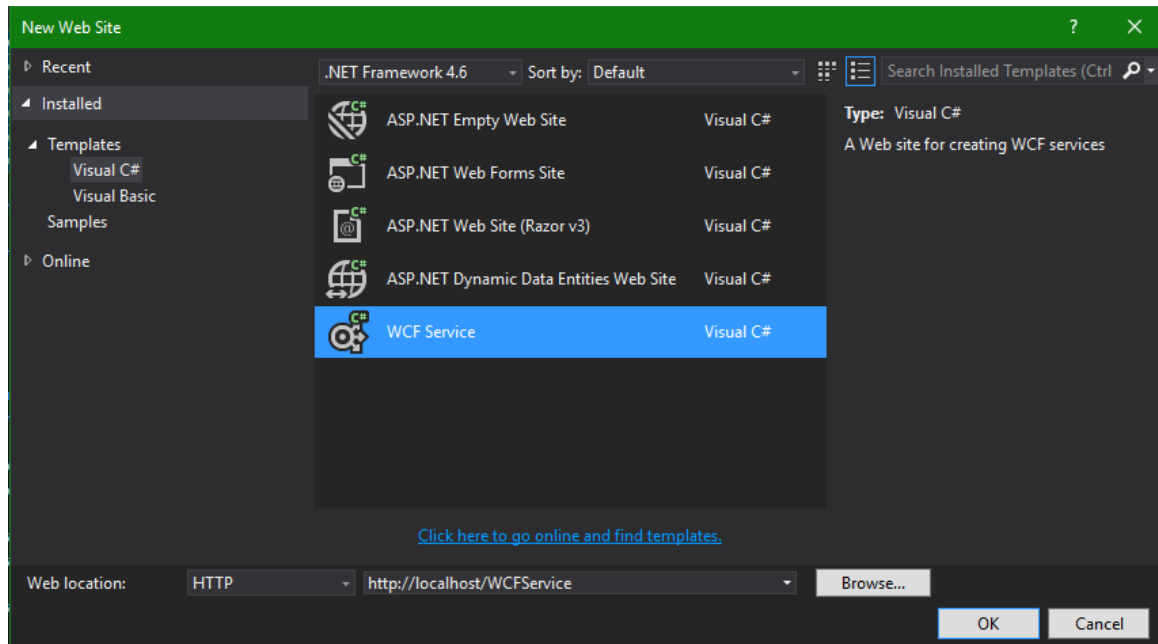 New Web Site
?
Recent
Installed
Templates
Visual C#
Visual Basic
Samples
Online
.NET Framework 4.6
Sort by: Default
Search Installed Templates (Ctrl
C# ASP.NET Empty Web Site Visual C#
C# ASP.NET Web Forms Site Visual C#
C# @ ASP.NET Web Site (Razor v3) Visual C#
C# ASP.NET Dynamic Data Entities Web Site Visual C#
C# WCF Service Visual C#
Type: Visual C#
A Web site for creating WCF services
Click here to go online and find templates.
Web location: HTTP http://localhost/WCFService Browse...
OK Cancel